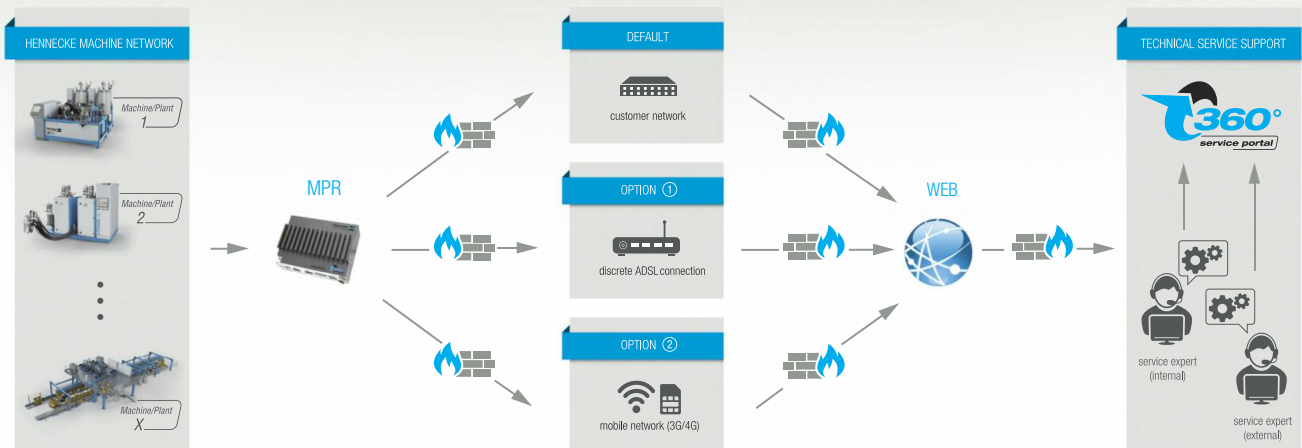 HENNECKE MACHINE NETWORK
Machine/Plant
1
Machine/Plant
2
Machine/Plant
X
MPR
DEFAULT
customer network
OPTION ①
discrete ADSL connection
OPTION ②
mobile network (3G/4G)
WEB
TECHNICAL SERVICE SUPPORT
360°
service portal
service expert
(internal)
service expert
(external)